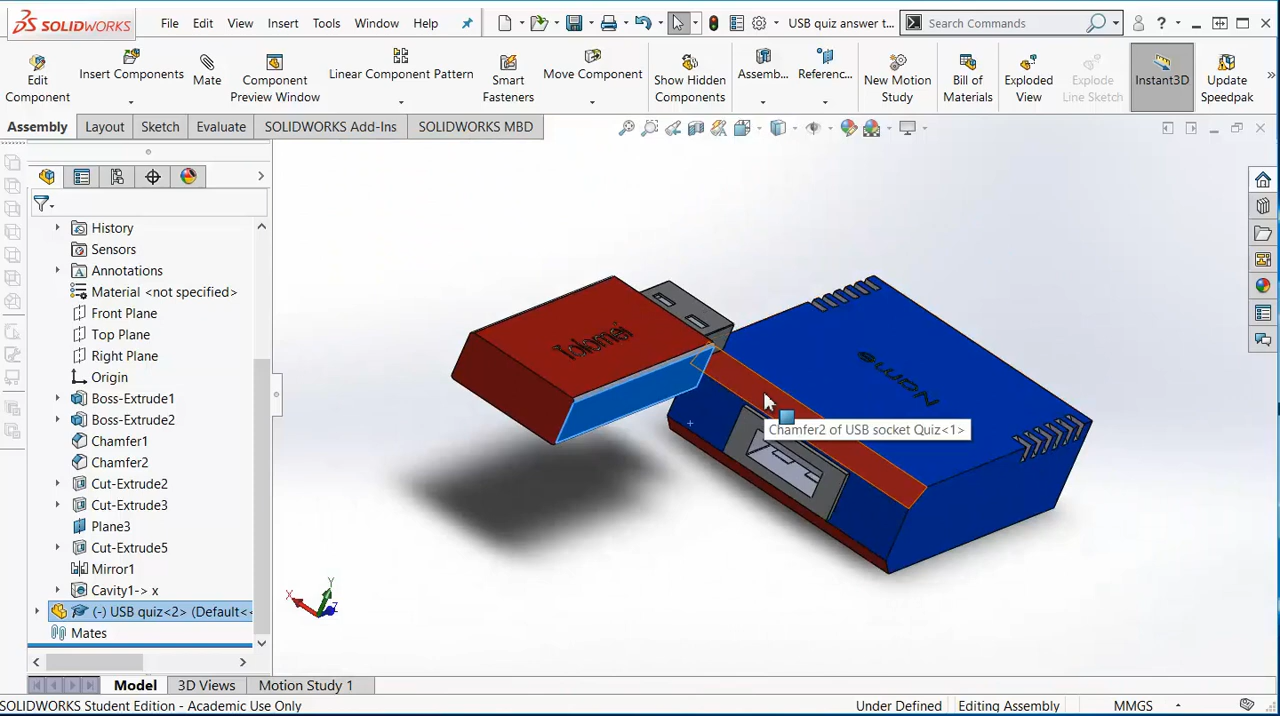 SOLIDWORKS
File Edit View Insert Tools Window Help
USB quiz answer t...
Search Commands
?
Edit Component
Insert Components
Mate
Component Preview Window
Linear Component Pattern
Smart Fasteners
Move Component
Show Hidden Components
Assemb...
Referenc...
New Motion Study
Bill of Materials
Exploded View
Explode Line Sketch
Instant3D
Update Speedpak
Assembly Layout Sketch Evaluate SOLIDWORKS Add-Ins SOLIDWORKS MBD
History
Sensors
Annotations
Material <not specified>
Front Plane
Top Plane
Right Plane
Origin
Boss-Extrude1
Boss-Extrude2
Chamfer1
Chamfer2
Cut-Extrude2
Cut-Extrude3
Plane3
Cut-Extrude5
Mirror1
Cavity1-> x
(-) USB quiz<2> (Default<
Mates
Tolomei
Name
Chamfer2 of USB socket Quiz<1>
Y
X
Z
Model 3D Views Motion Study 1
SOLIDWORKS Student Edition - Academic Use Only
Under Defined Editing Assembly MMGS